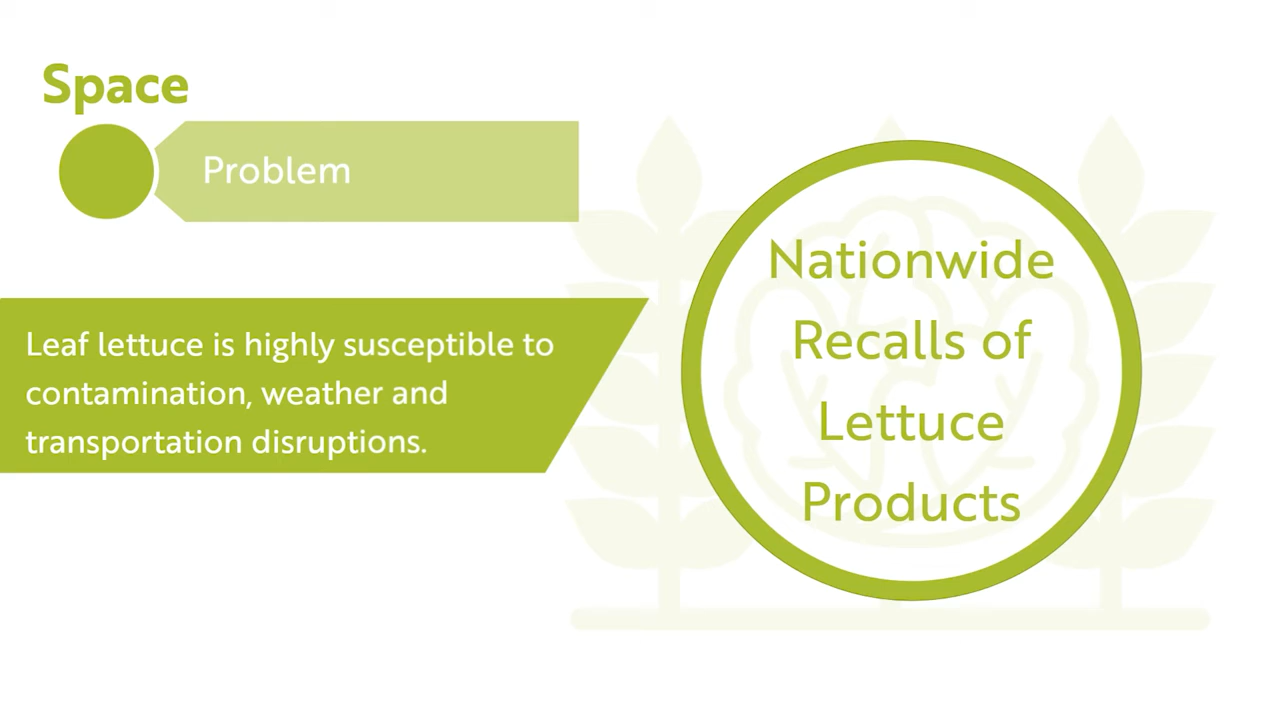 Space
Problem
Leaf lettuce is highly susceptible to
contamination, weather and
transportation disruptions.
Nationwide
Recalls of
Lettuce
Products